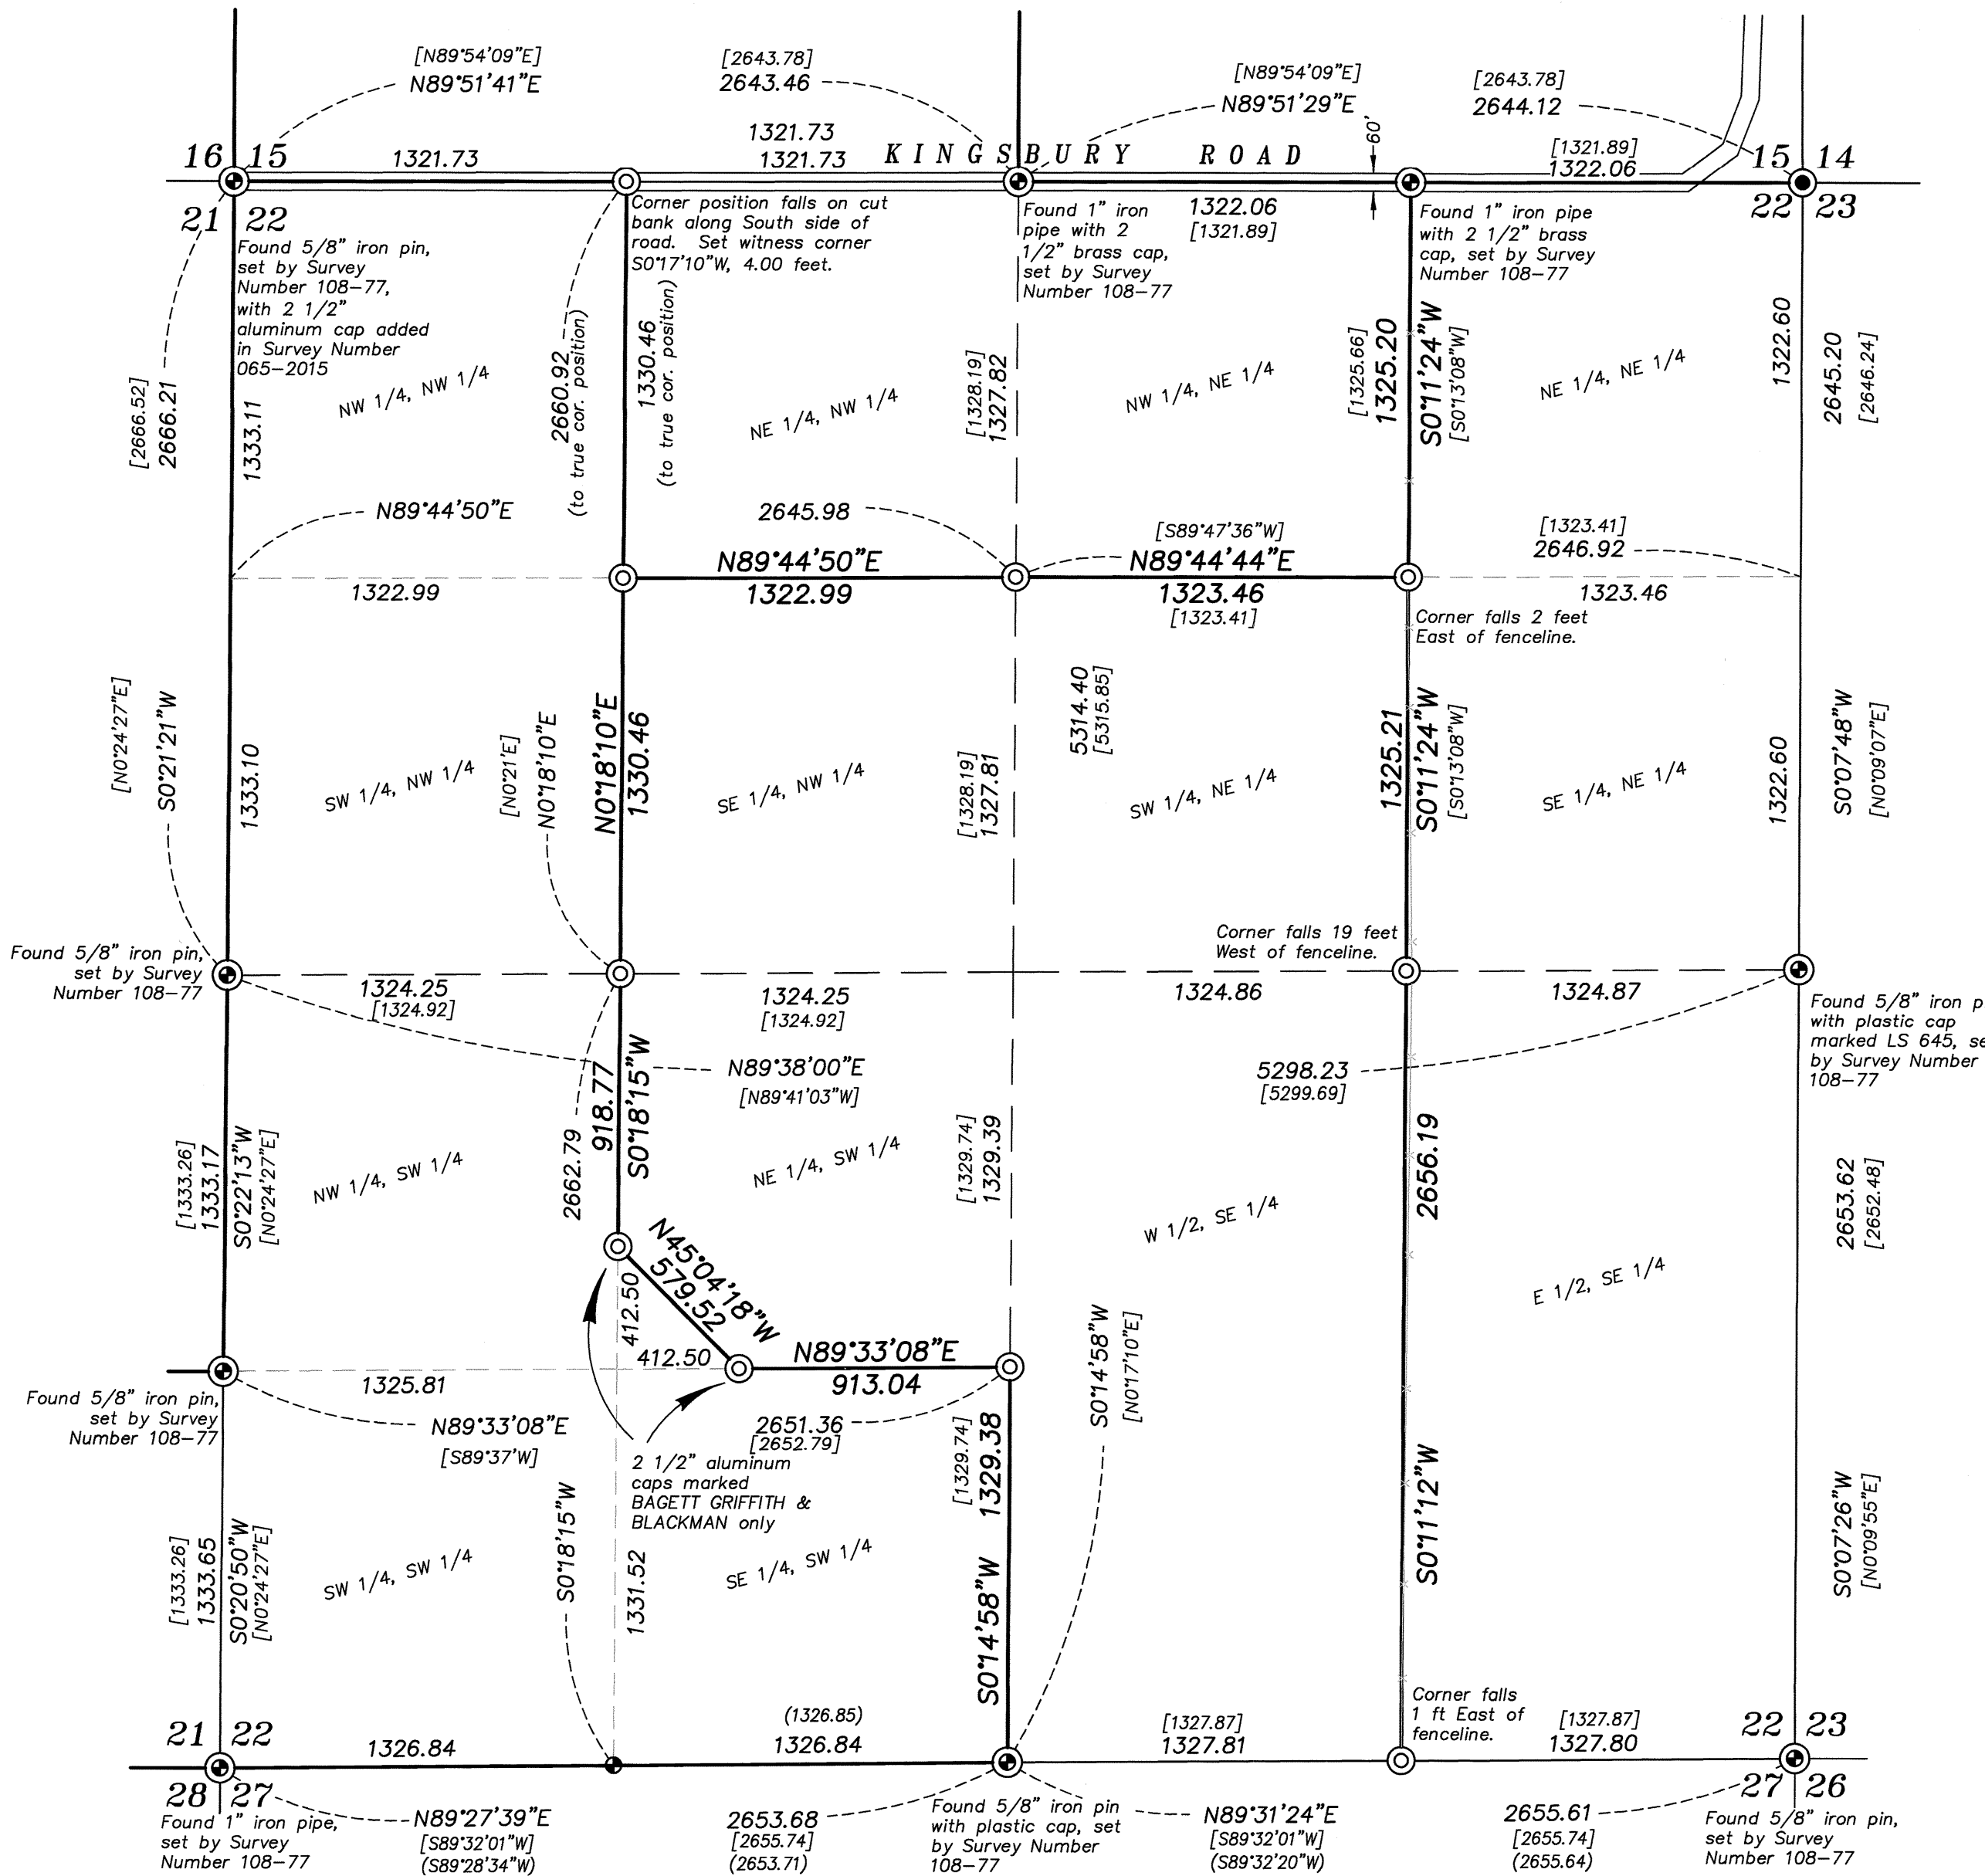 [N89°54'09"E]
N89°51'41"E
[2643.78]
2643.46
[N89°54'09"E]
N89°51'29"E
[2643.78]
2644.12
60'
16 15
1321.73
1321.73
1321.73
KINGSBURY ROAD
[1321.89]
1322.06
15 14
21 22
22 23
Found 5/8" iron pin,
set by Survey
Number 108-77,
with 2 1/2"
aluminum cap added
in Survey Number
065-2015
Corner position falls on cut
bank along South side of
road. Set witness corner
S0°17'10"W, 4.00 feet.
Found 1" iron
pipe with 2
1/2" brass cap,
set by Survey
Number 108-77
1322.06
[1321.89]
Found 1" iron pipe
with 2 1/2" brass
cap, set by Survey
Number 108-77
[2666.52]
2666.21
1333.11
NW 1/4, NW 1/4
2660.92
(to true cor. position)
1330.46
(to true cor. position)
NE 1/4, NW 1/4
[1328.19]
1327.82
NW 1/4, NE 1/4
[1325.66]
1325.20
S0°11'24"W
[S0°13'08"W]
NE 1/4, NE 1/4
1322.60
2645.20
[2646.24]
N89°44'50"E
2645.98
[S89°47'36"W]
[1323.41]
2646.92
N89°44'50"E
N89°44'44"E
1322.99
1322.99
1323.46
[1323.41]
1323.46
Corner falls 2 feet
East of fenceline.
[N0°24'27"E]
S0°21'21"W
1333.10
SW 1/4, NW 1/4
[N0°21'E]
N0°18'10"E
N0°18'10"E
1330.46
SE 1/4, NW 1/4
[1328.19]
1327.81
5314.40
[5315.85]
SW 1/4, NE 1/4
1325.21
S0°11'24"W
[S0°13'08"W]
SE 1/4, NE 1/4
1322.60
S0°07'48"W
[N0°09'07"E]
Found 5/8" iron pin,
set by Survey
Number 108-77
Corner falls 19 feet
West of fenceline.
1324.25
[1324.92]
1324.25
[1324.92]
1324.86
1324.87
Found 5/8" iron p
with plastic cap
marked LS 645, se
by Survey Number
108-77
N89°38'00"E
[N89°41'03"W]
5298.23
[5299.69]
[1333.26]
1333.17
S0°22'13"W
[N0°24'27"E]
NW 1/4, SW 1/4
2662.79
918.77
S0°18'15"W
NE 1/4, SW 1/4
[1329.74]
1329.39
W 1/2, SE 1/4
2656.19
E 1/2, SE 1/4
2653.62
[2652.48]
N45°04'18"W
579.52
412.50
412.50
N89°33'08"E
913.04
S0°14'58"W
[N0°17'10"E]
1325.81
Found 5/8" iron pin,
set by Survey
Number 108-77
N89°33'08"E
[S89°37'W]
2651.36
[2652.79]
2 1/2" aluminum
caps marked
BAGETT GRIFFITH &
BLACKMAN only
[1333.26]
1333.65
S0°20'50"W
[N0°24'27"E]
SW 1/4, SW 1/4
S0°18'15"W
1331.52
SE 1/4, SW 1/4
[1329.74]
1329.38
S0°14'58"W
S0°11'12"W
S0°07'26"W
[N0°09'55"E]
Corner falls
1 ft East of
fenceline.
21 22
1326.84
(1326.85)
1326.84
[1327.87]
1327.81
[1327.87]
1327.80
22 23
28 27
27 26
Found 1" iron pipe,
set by Survey
Number 108-77
N89°27'39"E
[S89°32'01"W]
(S89°28'34"W)
2653.68
[2655.74]
(2653.71)
Found 5/8" iron pin
with plastic cap, set
by Survey Number
108-77
N89°31'24"E
[S89°32'01"W]
(S89°32'20"W)
2655.61
[2655.74]
(2655.64)
Found 5/8" iron pin,
set by Survey
Number 108-77